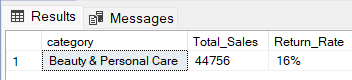 Results Messages
category Total_Sales Return_Rate
1 Beauty & Personal Care 44756 16%